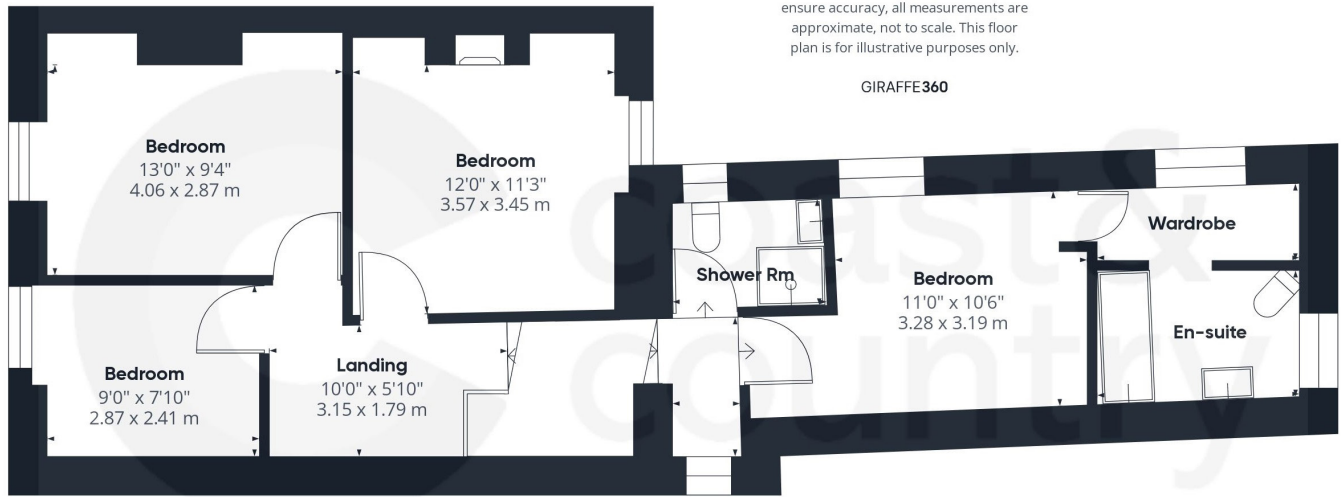 ensure accuracy, all measurements are
approximate, not to scale. This floor
plan is for illustrative purposes only.
GIRAFFE360
Bedroom
13'0" x 9'4"
4.06 x 2.87 m
Bedroom
12'0" x 11'3"
3.57 x 3.45 m
Wardrobe
Shower Rm
Bedroom
11'0" x 10'6"
3.28 x 3.19 m
En-suite
Landing
10'0" x 5'10"
3.15 x 1.79 m
Bedroom
9'0" x 7'10"
2.87 x 2.41 m
coast &
country